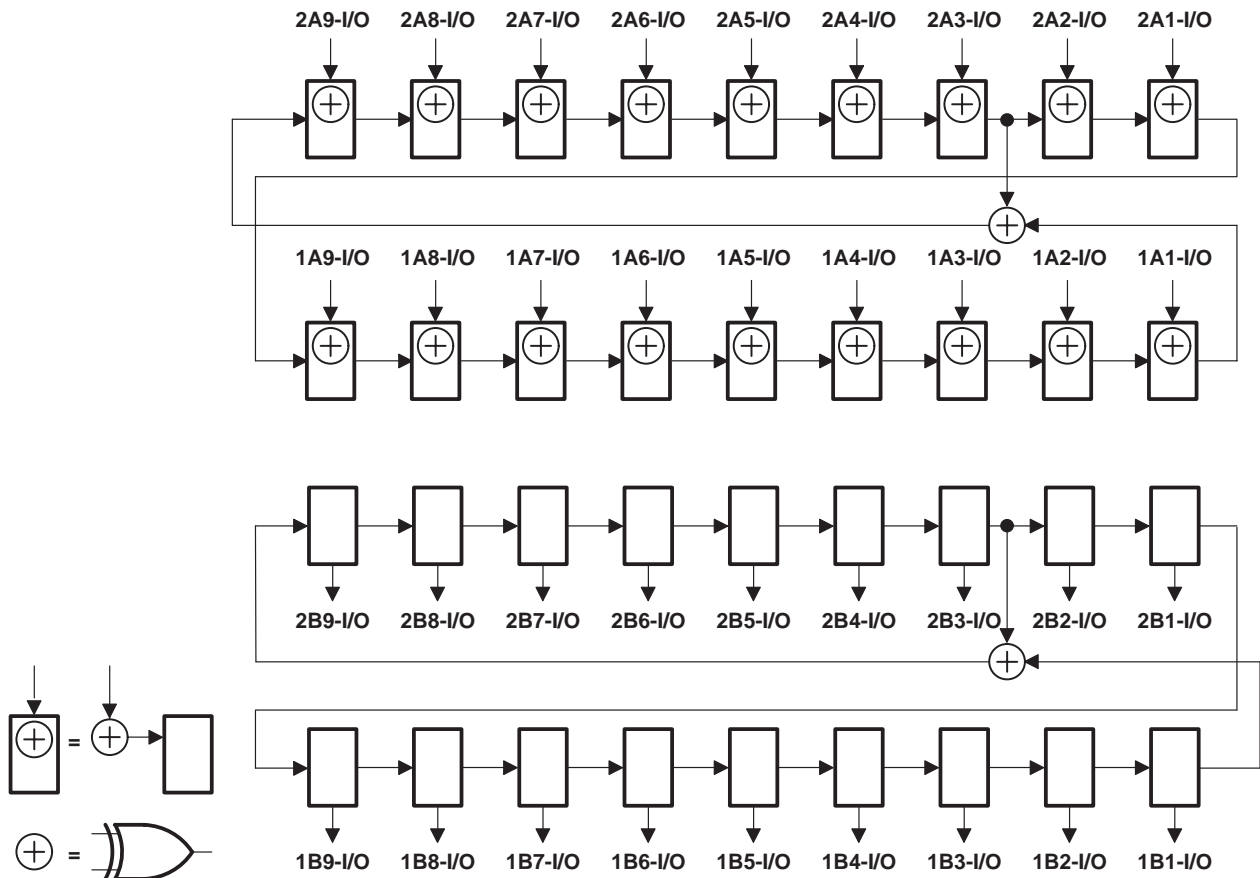 2A9-I/O 2A8-I/O 2A7-I/O 2A6-I/O 2A5-I/O 2A4-I/O 2A3-I/O 2A2-I/O 2A1-I/O
1A9-I/O 1A8-I/O 1A7-I/O 1A6-I/O 1A5-I/O 1A4-I/O 1A3-I/O 1A2-I/O 1A1-I/O
2B9-I/O 2B8-I/O 2B7-I/O 2B6-I/O 2B5-I/O 2B4-I/O 2B3-I/O 2B2-I/O 2B1-I/O
=
=
1B9-I/O 1B8-I/O 1B7-I/O 1B6-I/O 1B5-I/O 1B4-I/O 1B3-I/O 1B2-I/O 1B1-I/O